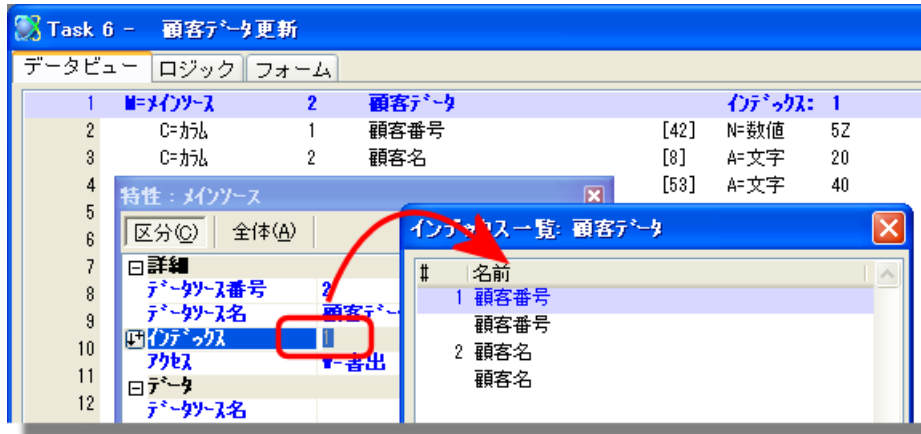 Task 6 - 顧客ﾃﾞｰﾀ更新
データビュー ロジック フォーム
1 M=ﾒｲﾝｿｰｽ 2 顧客ﾃﾞｰﾀ ｲﾝﾃﾞｯｸｽ: 1
2 C=ｶﾗﾑ 1 顧客番号 [42] N=数値 5Z
3 C=ｶﾗﾑ 2 顧客名 [8] A=文字 20
4 [53] A=文字 40
5
6
7
8
9
10
11
12
特性：ﾒｲﾝｿｰｽ
区分(C) 全体(A)
詳細
ﾃﾞｰﾀｿｰｽ番号 2
ﾃﾞｰﾀｿｰｽ名 顧客ﾃﾞｰ
ｲﾝﾃﾞｯｸｽ 1
ｱｸｾｽ W=書出
ﾃﾞｰﾀ
ﾃﾞｰﾀｿｰｽ名
ｲﾝﾃﾞｯｸｽ一覧: 顧客ﾃﾞｰﾀ
# 名前
1 顧客番号
顧客番号
2 顧客名
顧客名